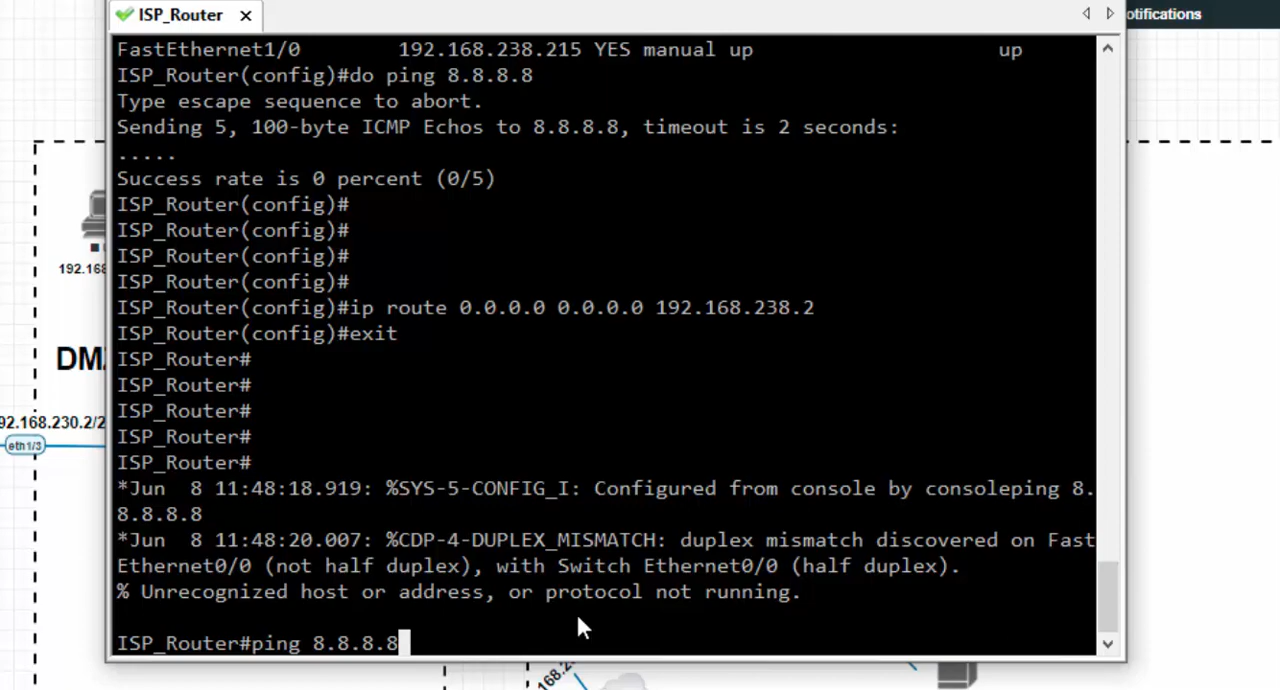 ISP_Router
otifications
FastEthernet1/0        192.168.238.215 YES manual up                    up
ISP_Router(config)#do ping 8.8.8.8
Type escape sequence to abort.
Sending 5, 100-byte ICMP Echos to 8.8.8.8, timeout is 2 seconds:
.....
Success rate is 0 percent (0/5)
ISP_Router(config)#
ISP_Router(config)#
ISP_Router(config)#
ISP_Router(config)#
ISP_Router(config)#ip route 0.0.0.0 0.0.0.0 192.168.238.2
ISP_Router(config)#exit
ISP_Router#
ISP_Router#
ISP_Router#
ISP_Router#
ISP_Router#
*Jun  8 11:48:18.919: %SYS-5-CONFIG_I: Configured from console by consoleping 8.
8.8.8.8
*Jun  8 11:48:20.007: %CDP-4-DUPLEX_MISMATCH: duplex mismatch discovered on Fast
Ethernet0/0 (not half duplex), with Switch Ethernet0/0 (half duplex).
% Unrecognized host or address, or protocol not running.
ISP_Router#ping 8.8.8.8
192.168
DM
92.168.230.2/2
eth1/3
168.2